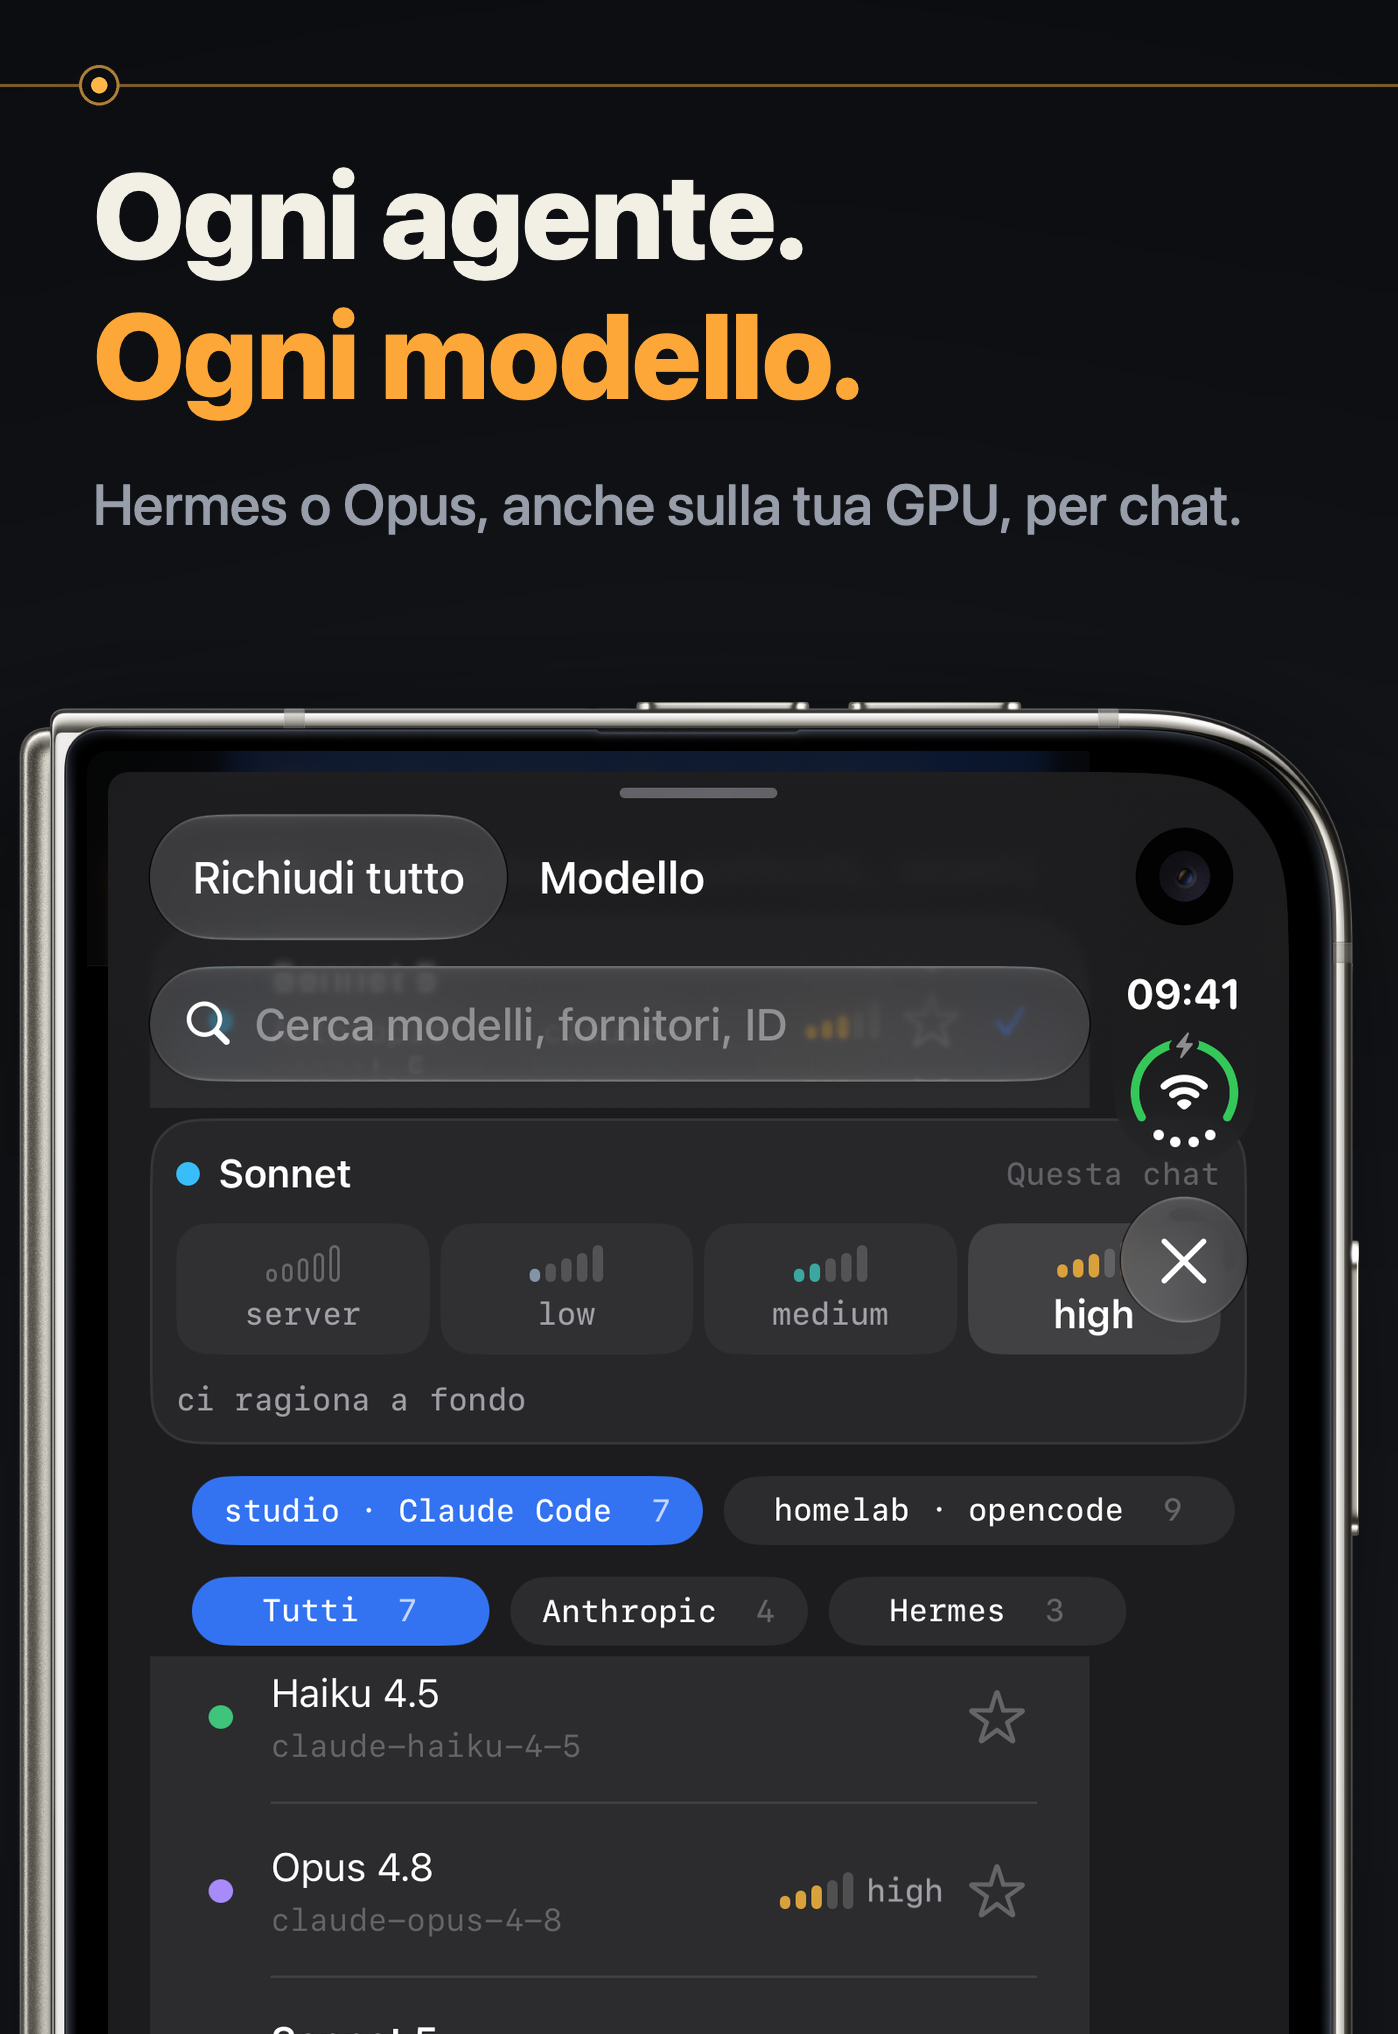 Ogni agente.
Ogni modello.
Hermes o Opus, anche sulla tua GPU, per chat.
Richiudi tutto
Modello
Cerca modelli, fornitori, ID
09:41
Sonnet
Questa chat
server
low
medium
high
ci ragiona a fondo
studio · Claude Code 7
homelab · opencode 9
Tutti 7
Anthropic 4
Hermes 3
Haiku 4.5
claude-haiku-4-5
Opus 4.8
claude-opus-4-8
high